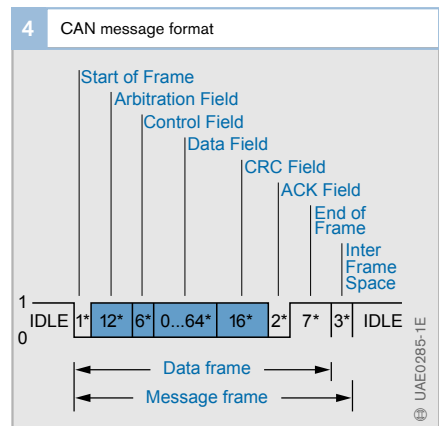 4 CAN message format
Start of Frame
Arbitration Field
Control Field
Data Field
CRC Field
ACK Field
End of
Frame
Inter
Frame
Space
1
IDLE 1* 12* 6* 0...64* 16* 2* 7* 3* IDLE
0
Data frame
Message frame
UAE0285-1E